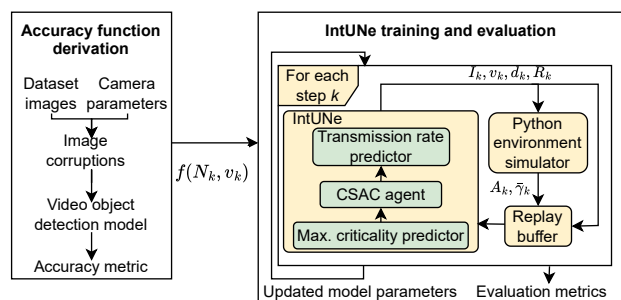 Accuracy function
derivation
Dataset
images
Camera
parameters
Image
corruptions
Video object
detection model
Accuracy metric
f(N_k, v_k)
IntUNe training and evaluation
For each
step k
I_k, v_k, d_k, R_k
IntUNe
Transmission rate
predictor
CSAC agent
Max. criticality predictor
Python
environment
simulator
A_k, γ̄_k
Replay
buffer
Updated model parameters
Evaluation metrics